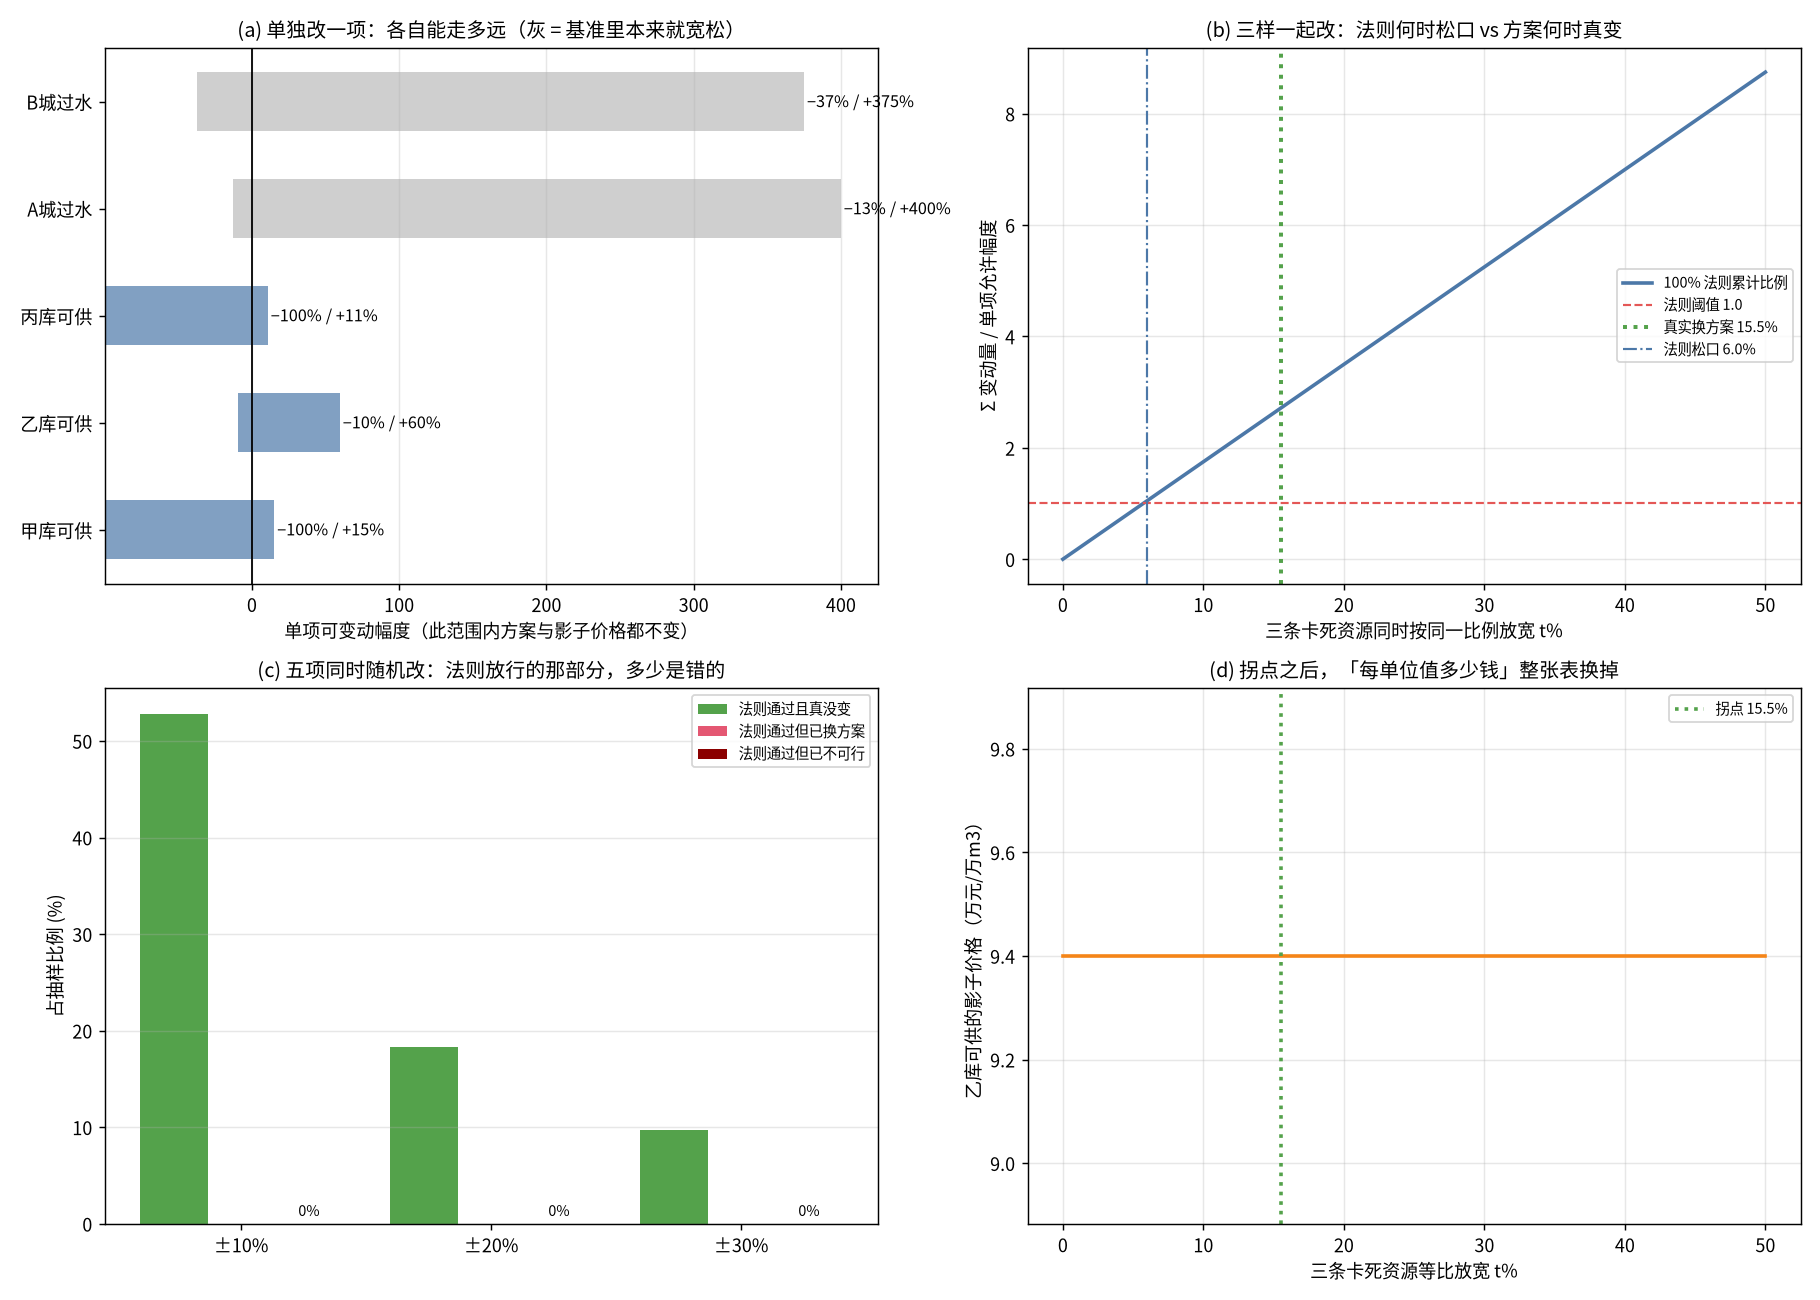 (a) 单独改一项：各自能走多远（灰 = 基准里本来就宽松）
B城过水
A城过水
丙库可供
乙库可供
甲库可供
−37% / +375%
−13% / +400%
−100% / +11%
−10% / +60%
−100% / +15%
0
100
200
300
400
单项可变动幅度（此范围内方案与影子价格都不变）
(b) 三样一起改：法则何时松口 vs 方案何时真变
Σ 变动量 / 单项允许幅度
8
6
4
2
0
100% 法则累计比例
法则阈值 1.0
真实换方案 15.5%
法则松口 6.0%
0
10
20
30
40
50
三条卡死资源同时按同一比例放宽 t%
(c) 五项同时随机改：法则放行的那部分，多少是错的
占抽样比例 (%)
50
40
30
20
10
0
法则通过且真没变
法则通过但已换方案
法则通过但已不可行
0%
0%
0%
±10%
±20%
±30%
(d) 拐点之后，「每单位值多少钱」整张表换掉
乙库可供的影子价格（万元/万m3）
9.8
9.6
9.4
9.2
9.0
拐点 15.5%
0
10
20
30
40
50
三条卡死资源等比放宽 t%